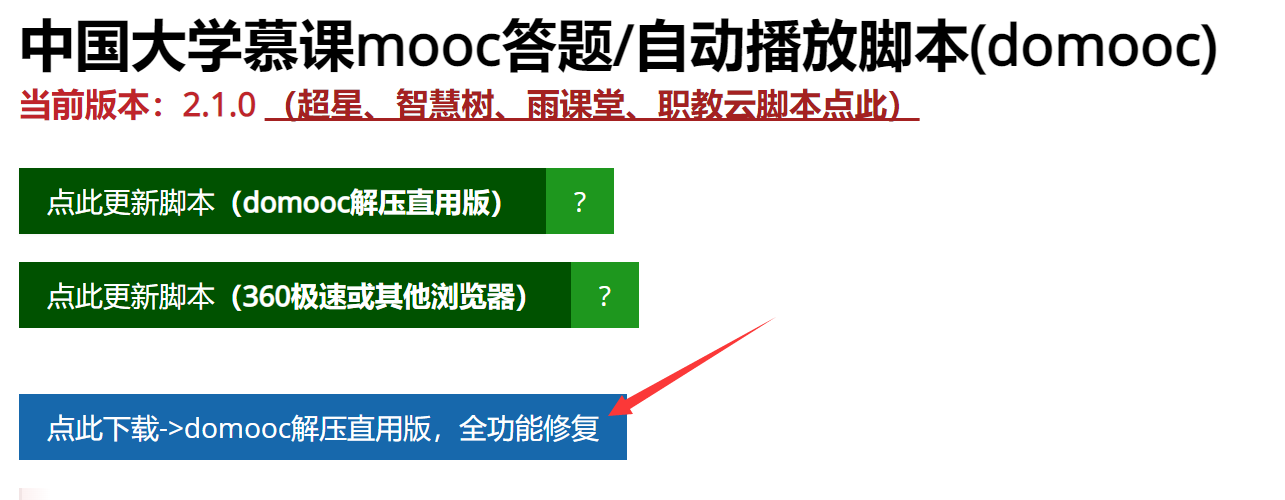 中国大学慕课mooc答题/自动播放脚本(domooc)
当前版本：2.1.0 （超星、智慧树、雨课堂、职教云脚本点此）
点此更新脚本（domooc解压直用版） ?
点此更新脚本（360极速或其他浏览器） ?
点此下载->domooc解压直用版，全功能修复